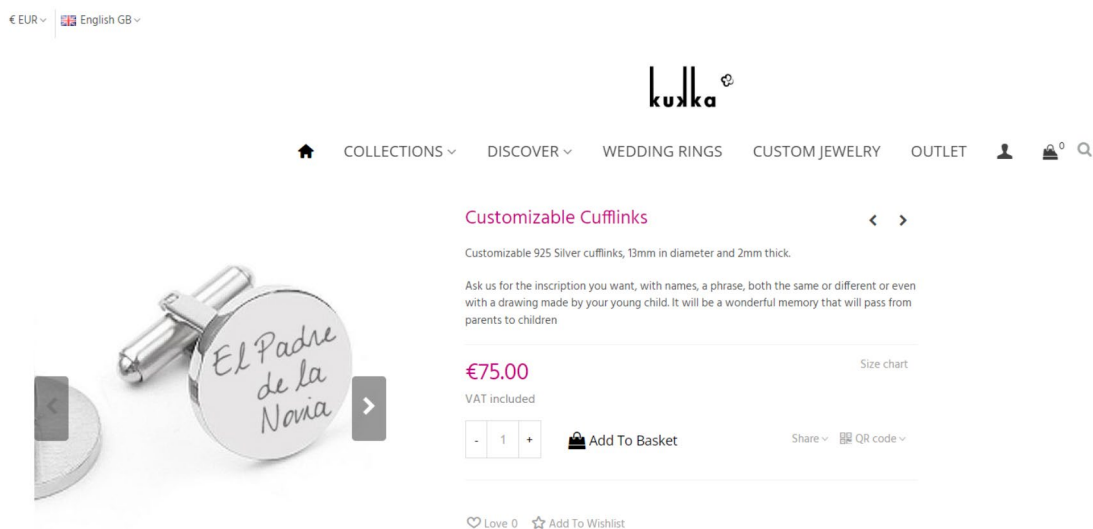 € EUR
English GB
kukka
COLLECTIONS
DISCOVER
WEDDING RINGS
CUSTOM JEWELRY
OUTLET
0
Customizable Cufflinks
Customizable 925 Silver cufflinks, 13mm in diameter and 2mm thick.
Ask us for the inscription you want, with names, a phrase, both the same or different or even
with a drawing made by your young child. It will be a wonderful memory that will pass from
parents to children
El Padre
de la
Novia
€75.00
Size chart
VAT included
- 1 +
Add To Basket
Share
QR code
Love 0
Add To Wishlist